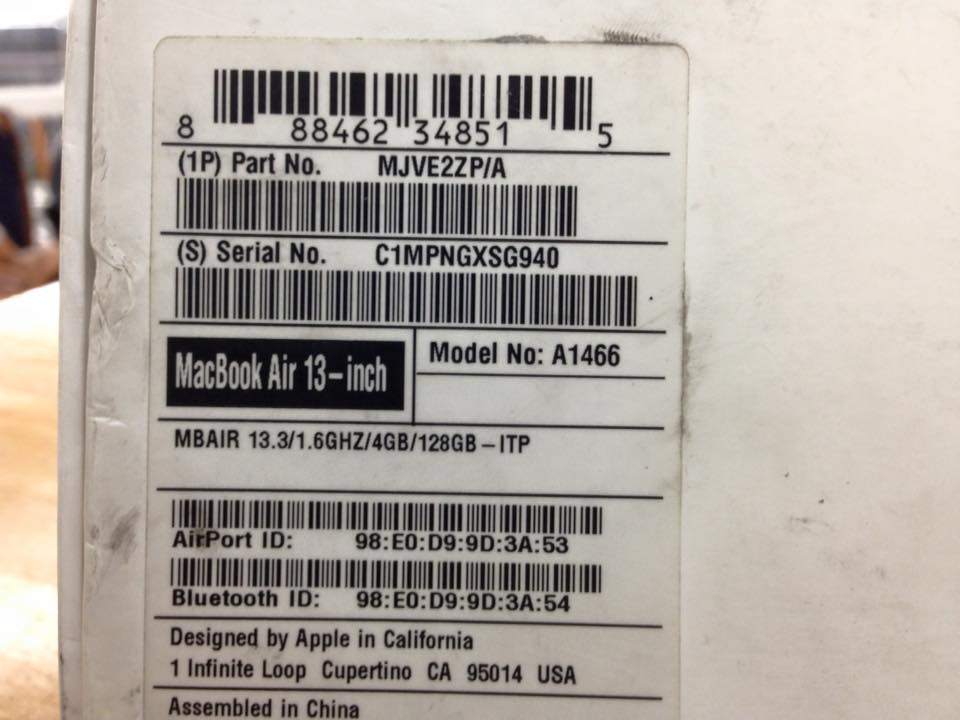 8 88462 34851 5
(1P) Part No. MJVE2ZP/A
(S) Serial No. C1MPNGXSG940
MacBook Air 13-inch
Model No: A1466
MBAIR 13.3/1.6GHZ/4GB/128GB-ITP
AirPort ID: 98:E0:D9:9D:3A:53
Bluetooth ID: 98:E0:D9:9D:3A:54
Designed by Apple in California
1 Infinite Loop Cupertino CA 95014 USA
Assembled in China